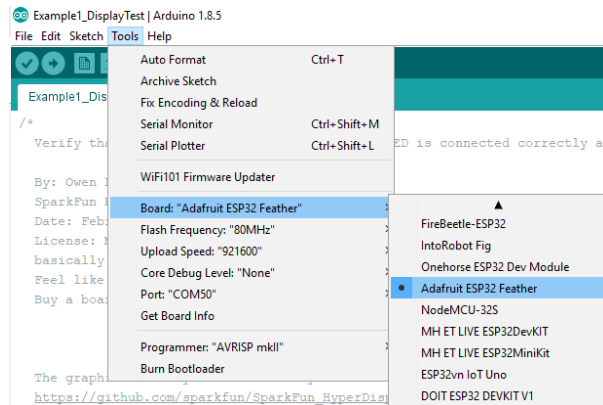 Example1_DisplayTest | Arduino 1.8.5
File Edit Sketch Tools Help
Auto Format Ctrl+T
Archive Sketch
Fix Encoding & Reload
Serial Monitor Ctrl+Shift+M
Serial Plotter Ctrl+Shift+L
WiFi101 Firmware Updater
Board: "Adafruit ESP32 Feather"
Flash Frequency: "80MHz"
Upload Speed: "921600"
Core Debug Level: "None"
Port: "COM50"
Get Board Info
Programmer: "AVRISP mkII"
Burn Bootloader
FireBeetle-ESP32
IntoRobot Fig
Onehorse ESP32 Dev Module
Adafruit ESP32 Feather
NodeMCU-32S
MH ET LIVE ESP32DevKIT
MH ET LIVE ESP32MiniKit
ESP32vn IoT Uno
DOIT ESP32 DEVKIT V1
Example1_Dis
/*
Verify tha ED is connected correctly a
By: Owen
SparkFun
Date: Feb
License:
basically
Feel like
Buy a boa
The graph
https://github.com/sparkfun/SparkFun_HyperDisp